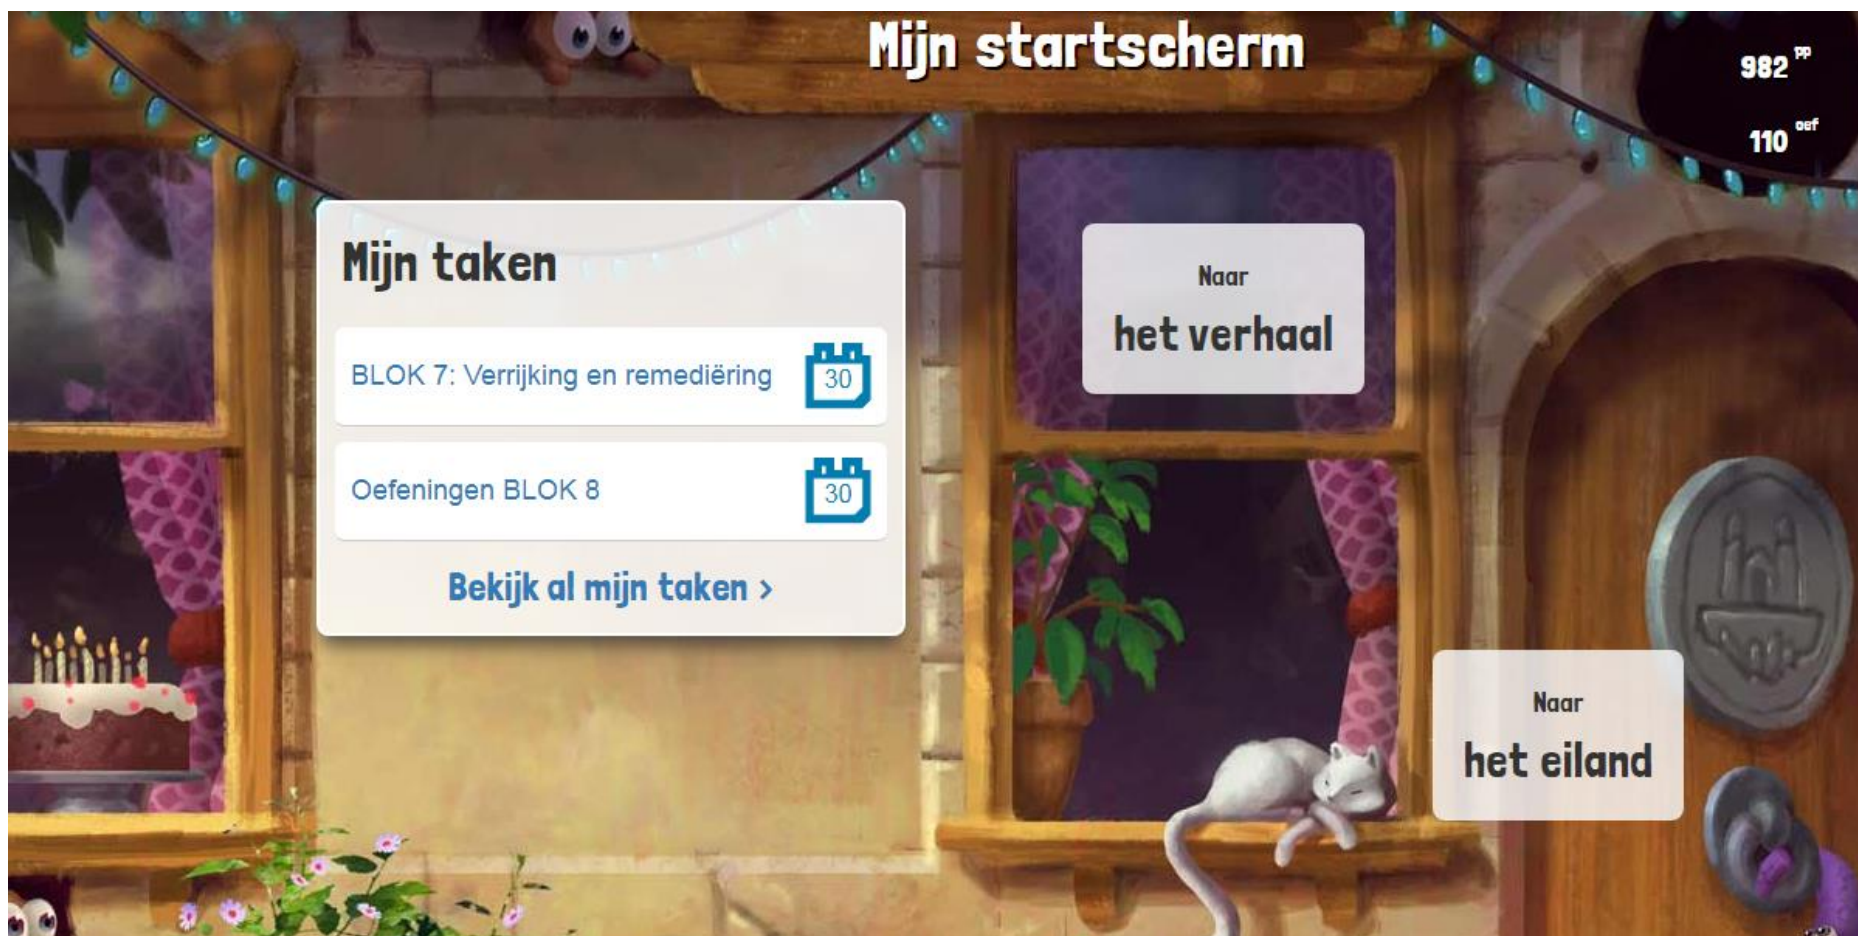 Mijn startscherm
982 pp
110 oef
Mijn taken
BLOK 7: Verrijking en remediëring
30
Oefeningen BLOK 8
30
Bekijk al mijn taken >
Naar
het verhaal
Naar
het eiland